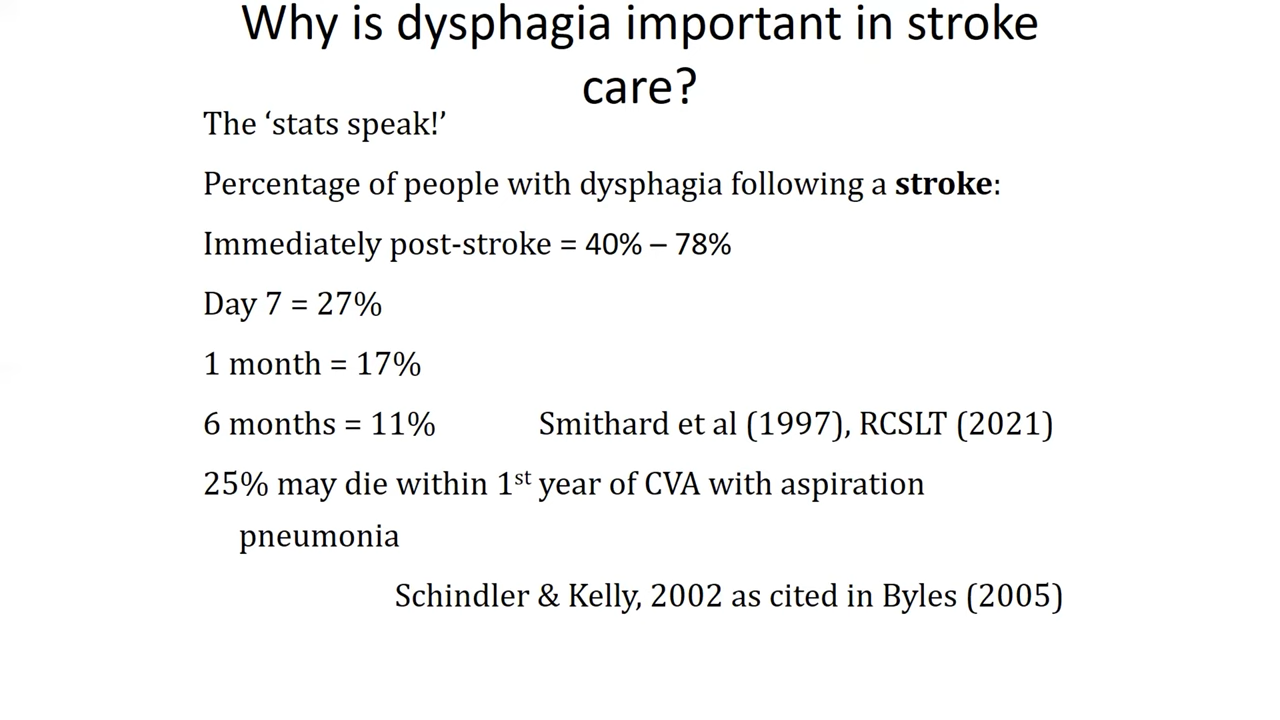 Why is dysphagia important in stroke
care?
The ‘stats speak!’
Percentage of people with dysphagia following a stroke:
Immediately post-stroke = 40% – 78%
Day 7 = 27%
1 month = 17%
6 months = 11% Smithard et al (1997), RCSLT (2021)
25% may die within 1st year of CVA with aspiration
pneumonia
Schindler & Kelly, 2002 as cited in Byles (2005)